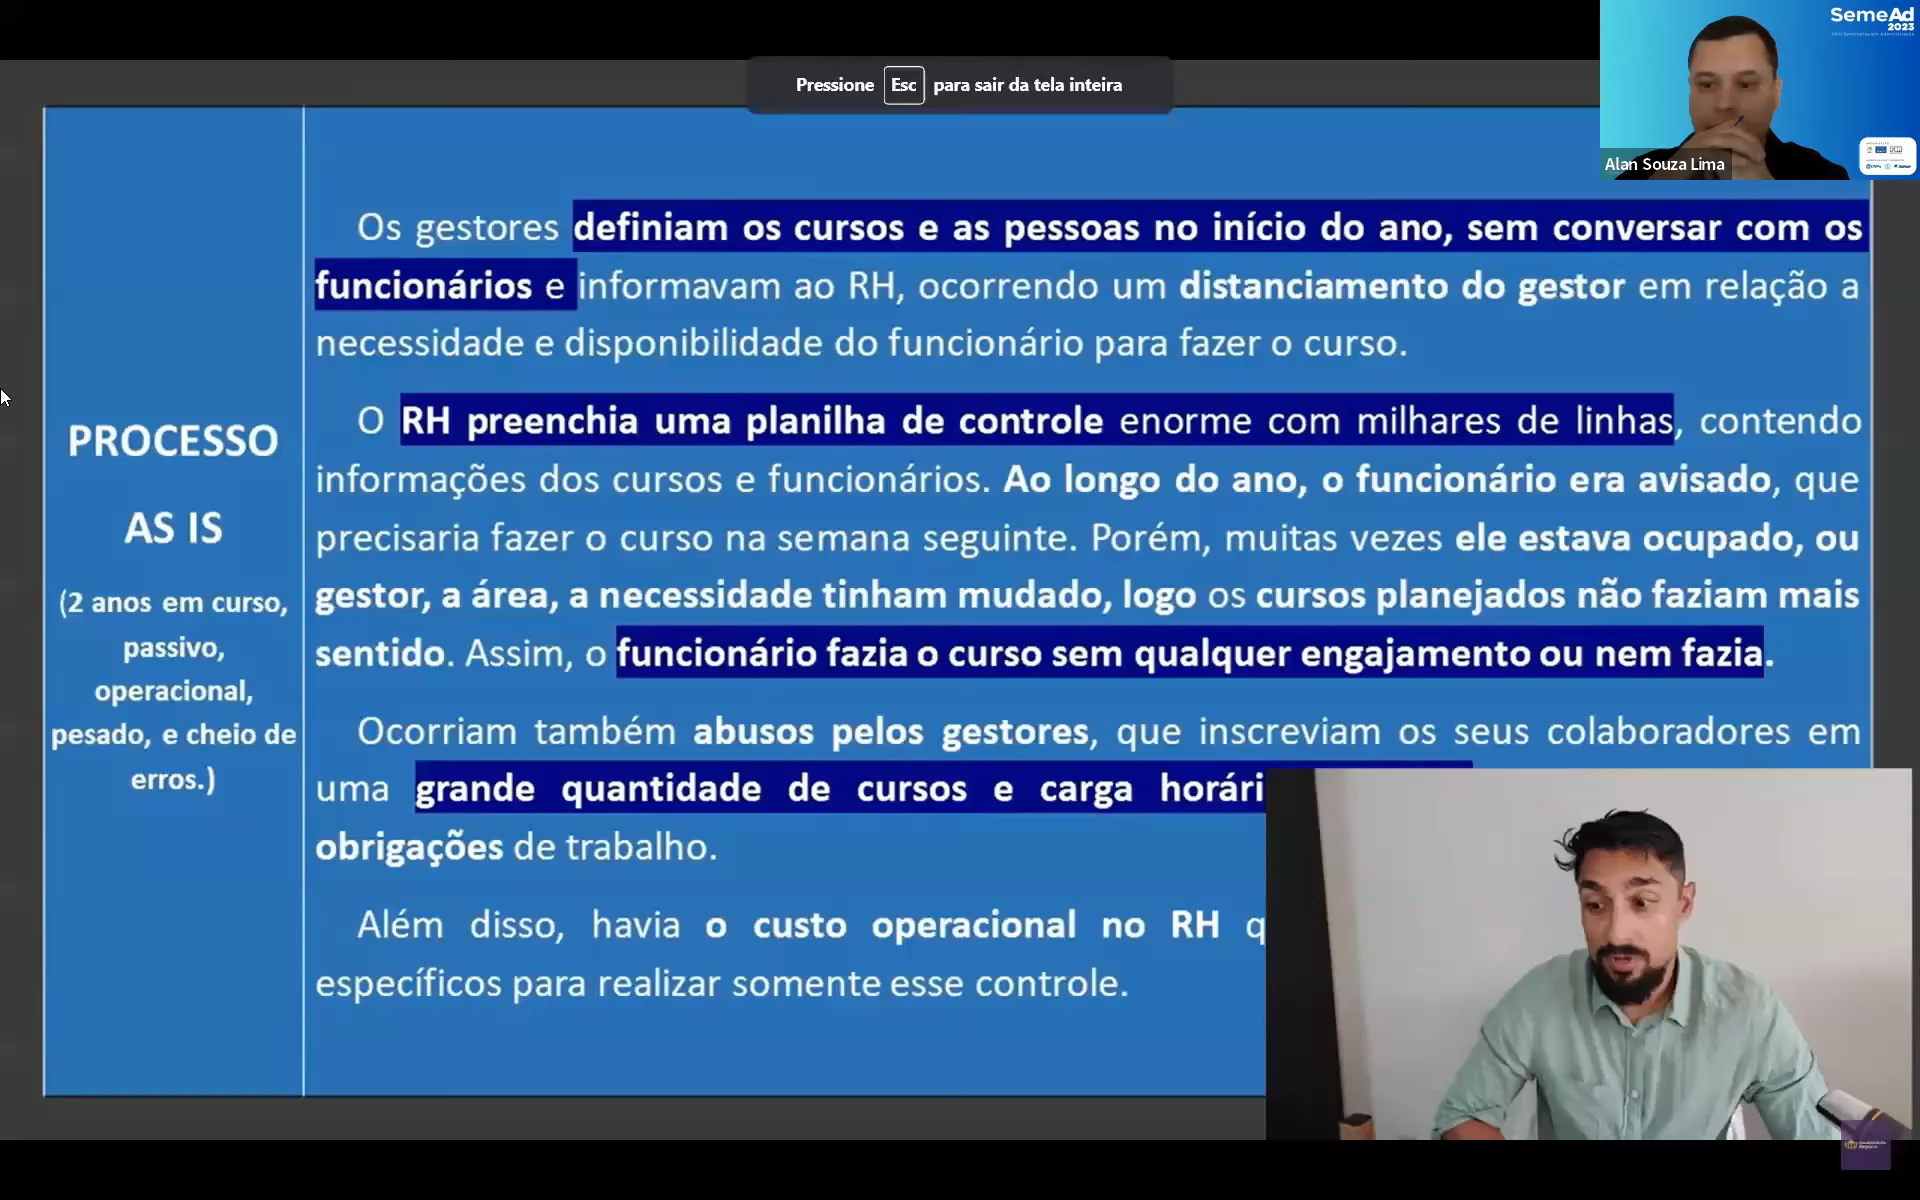 SemeAd
2023
Pressione Esc para sair da tela inteira
Alan Souza Lima
PROCESSO
AS IS
(2 anos em curso,
passivo,
operacional,
pesado, e cheio de
erros.)
Os gestores definiam os cursos e as pessoas no início do ano, sem conversar com os
funcionários e informavam ao RH, ocorrendo um distanciamento do gestor em relação a
necessidade e disponibilidade do funcionário para fazer o curso.
O RH preenchia uma planilha de controle enorme com milhares de linhas, contendo
informações dos cursos e funcionários. Ao longo do ano, o funcionário era avisado, que
precisaria fazer o curso na semana seguinte. Porém, muitas vezes ele estava ocupado, ou
gestor, a área, a necessidade tinham mudado, logo os cursos planejados não faziam mais
sentido. Assim, o funcionário fazia o curso sem qualquer engajamento ou nem fazia.
Ocorriam também abusos pelos gestores, que inscreviam os seus colaboradores em
uma grande quantidade de cursos e carga horári
obrigações de trabalho.
Além disso, havia o custo operacional no RH q
específicos para realizar somente esse controle.